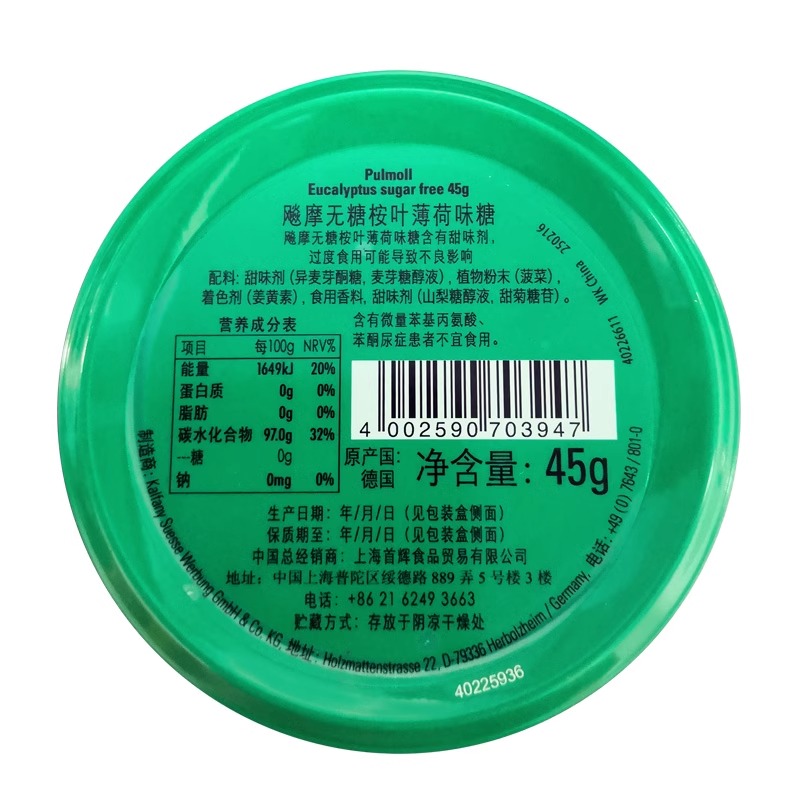 Pulmoll
Eucalyptus sugar free 45g
飚摩无糖桉叶薄荷味糖
飚摩无糖桉叶薄荷味糖含有甜味剂，
过度食用可能导致不良影响
配料: 甜味剂 (异麦芽酮糖, 麦芽糖醇液) , 植物粉末 (菠菜) ,
着色剂 (姜黄素) , 食用香料, 甜味剂 (山梨糖醇液, 甜菊糖苷) 。
含有微量苯基丙氨酸、
苯酮尿症患者不宜食用。
营养成分表
项目 每100g NRV%
能量 1649kJ 20%
蛋白质 0g 0%
脂肪 0g 0%
碳水化合物 97.0g 32%
—糖 0g
钠 0mg 0%
4 002590 703947
原产国:
德国
净含量: 45g
生产日期: 年/月/日 (见包装盒侧面)
保质期至: 年/月/日 (见包装盒侧面)
中国总经销商: 上海首辉食品贸易有限公司
地址: 中国上海普陀区绥德路 889 弄 5 号楼 3 楼
电话: +86 21 6249 3663
贮藏方式: 存放于阴凉干燥处
制造商: Kalfany Suesse Werbung GmbH & Co. KG, 地址: Holzmattenstrasse 22, D-79336 Herbolzheim / Germany, 电话: +49 (0) 7643 / 801-0
40226611 WK China 250216
40225936